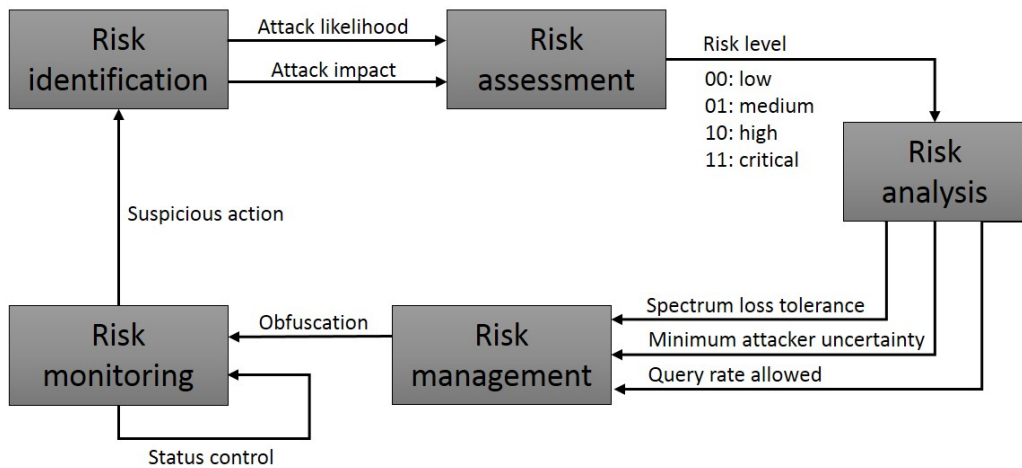 Risk
identification
Attack likelihood
Attack impact
Risk
assessment
Risk level
00: low
01: medium
10: high
11: critical
Risk
analysis
Suspicious action
Spectrum loss tolerance
Minimum attacker uncertainty
Query rate allowed
Risk
management
Obfuscation
Risk
monitoring
Status control